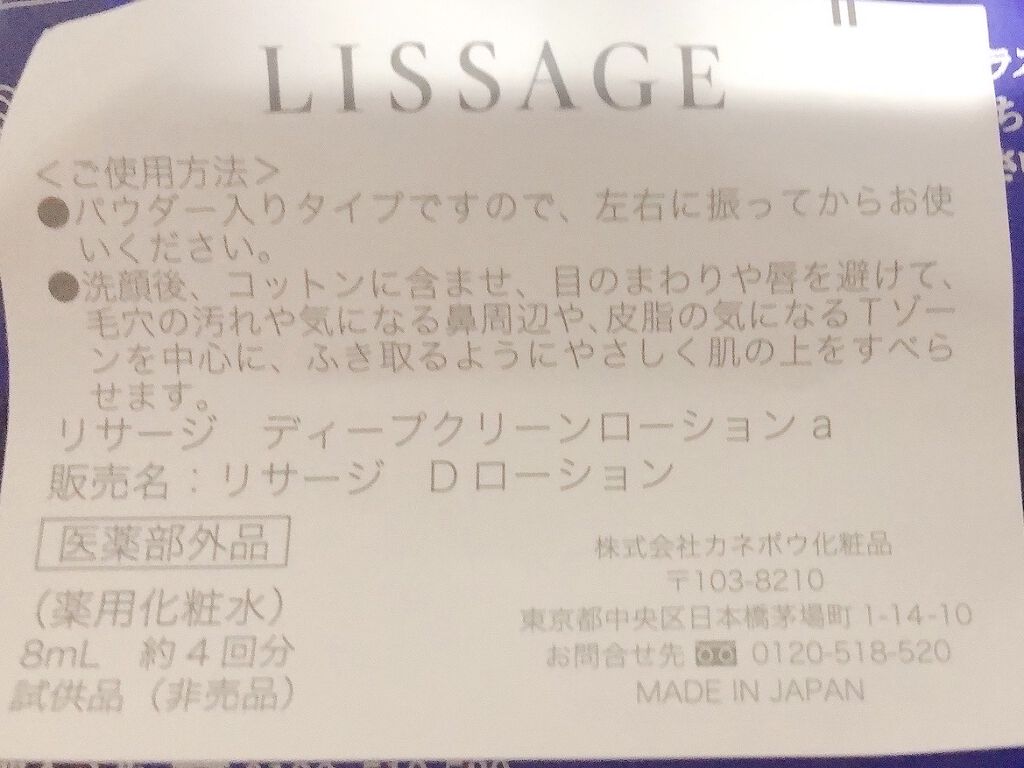 LISSAGE
＜ご使用方法＞
●パウダー入りタイプですので、左右に振ってからお使
いください。
●洗顔後、コットンに含ませ、目のまわりや唇を避けて、
毛穴の汚れや気になる鼻周辺や、皮脂の気になるTゾー
ンを中心に、ふき取るようにやさしく肌の上をすべら
せます。
リサージ　ディープクリーンローションa
販売名：リサージ　Dローション
医薬部外品
（薬用化粧水）
8mL　約4回分
試供品（非売品）
株式会社カネボウ化粧品
〒103-8210
東京都中央区日本橋茅場町 1-14-10
お問合せ先 0120-518-520
MADE IN JAPAN